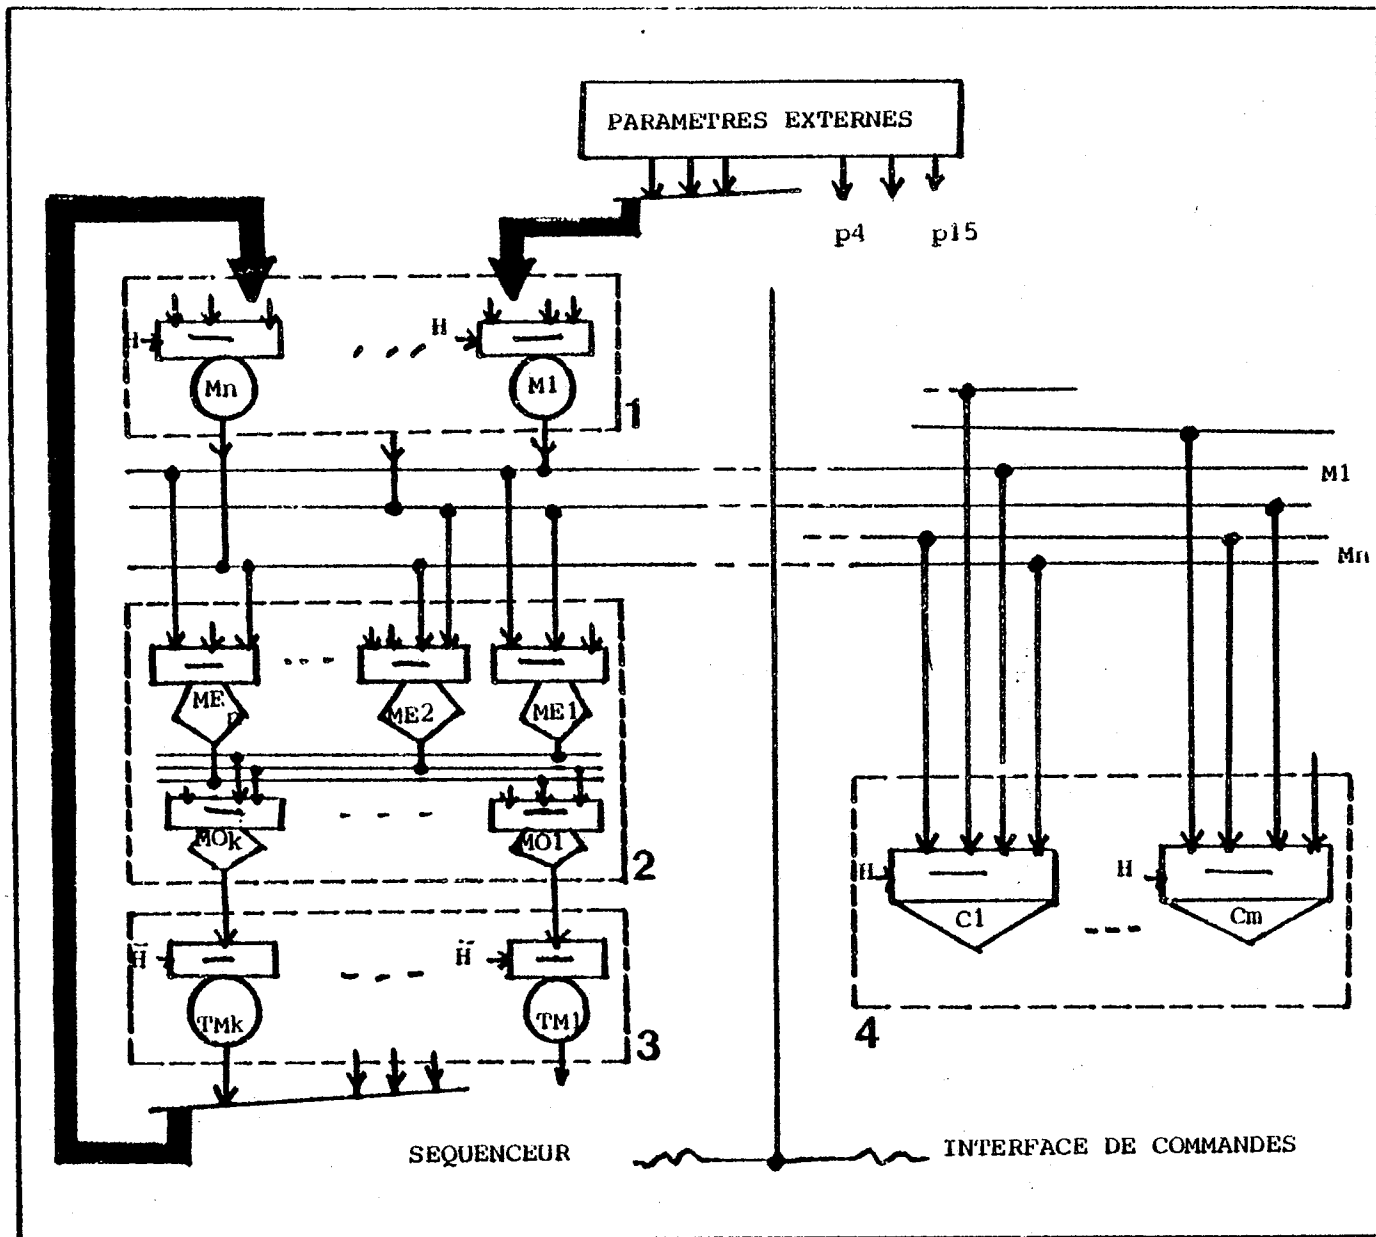 PARAMETRES EXTERNES
p4 p15
H H
Mn M1
1
M1
Mn
ME n ME2 ME1
MOk MO1
2
H H
C1 Cm
H̃ H̃
TMk TM1
3
4
SEQUENCEUR INTERFACE DE COMMANDES